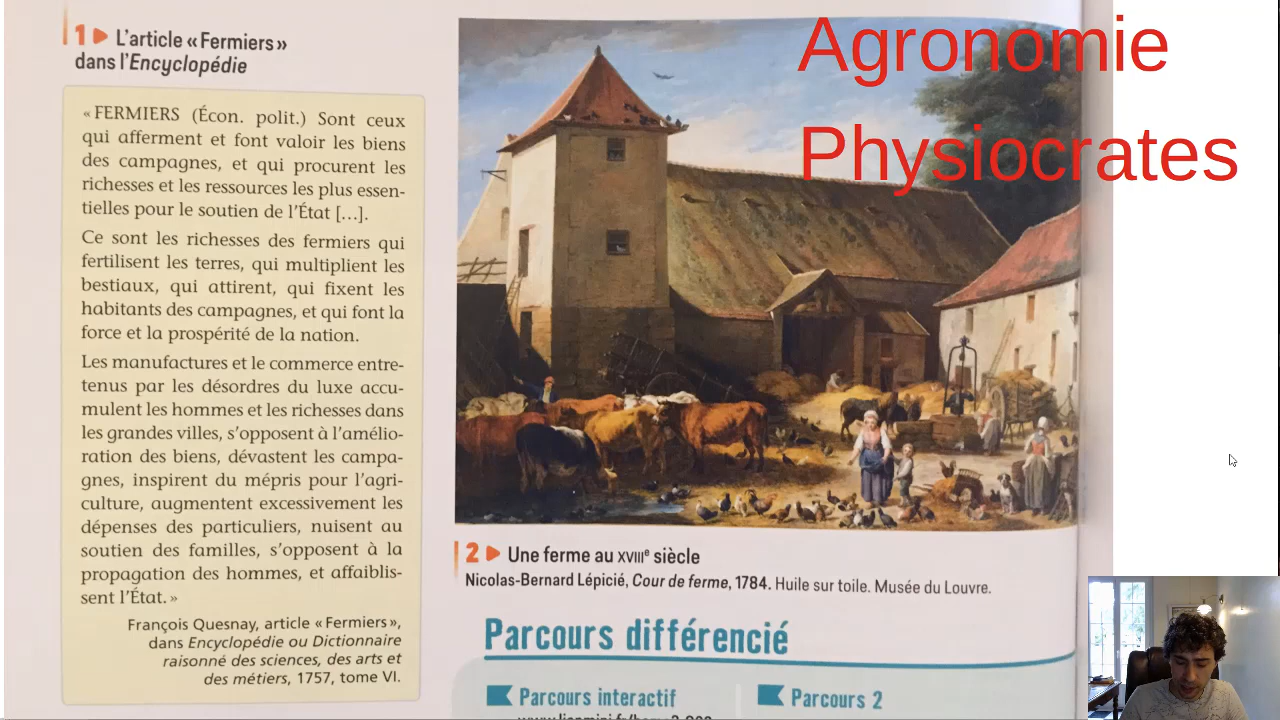 1 ▶ L'article « Fermiers »
dans l'Encyclopédie
« FERMIERS (Écon. polit.) Sont ceux
qui afferment et font valoir les biens
des campagnes, et qui procurent les
richesses et les ressources les plus essen-
tielles pour le soutien de l'État [...].
Ce sont les richesses des fermiers qui
fertilisent les terres, qui multiplient les
bestiaux, qui attirent, qui fixent les
habitants des campagnes, et qui font la
force et la prospérité de la nation.
Les manufactures et le commerce entre-
tenus par les désordres du luxe accu-
mulent les hommes et les richesses dans
les grandes villes, s'opposent à l'amélio-
ration des biens, dévastent les campa-
gnes, inspirent du mépris pour l'agri-
culture, augmentent excessivement les
dépenses des particuliers, nuisent au
soutien des familles, s'opposent à la
propagation des hommes, et affaiblis-
sent l'État. »
François Quesnay, article « Fermiers »,
dans Encyclopédie ou Dictionnaire
raisonné des sciences, des arts et
des métiers, 1757, tome VI.
Agronomie
Physiocrates
2 ▶ Une ferme au XVIIIe siècle
Nicolas-Bernard Lépicié, Cour de ferme, 1784. Huile sur toile. Musée du Louvre.
Parcours différencié
Parcours interactif
Parcours 2